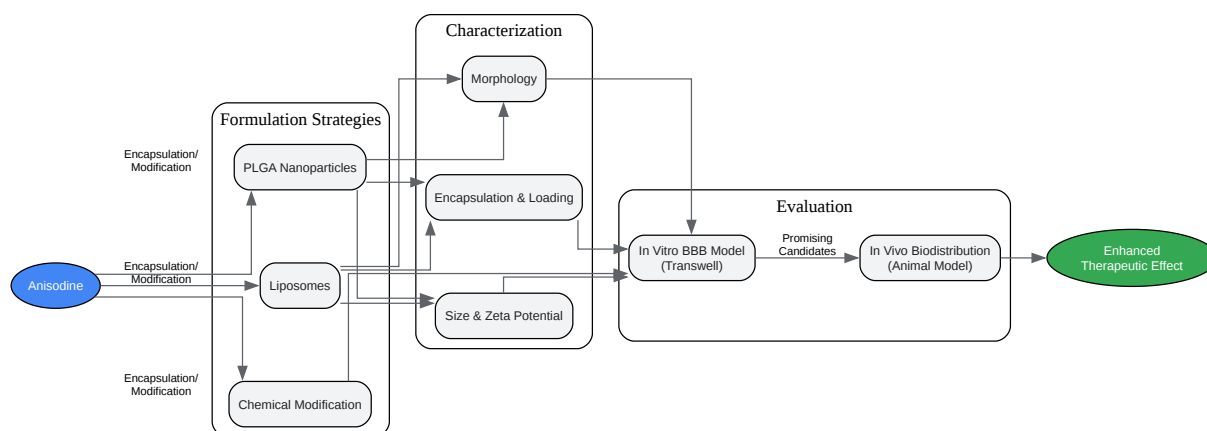 Characterization
Morphology
Formulation Strategies
Encapsulation/
Modification
PLGA Nanoparticles
Encapsulation & Loading
Evaluation
In Vitro BBB Model
(Transwell)
Promising
Candidates
In Vivo Biodistribution
(Animal Model)
Enhanced
Therapeutic Effect
Encapsulation/
Modification
Anisodine
Liposomes
Size & Zeta Potential
Encapsulation/
Modification
Chemical Modification